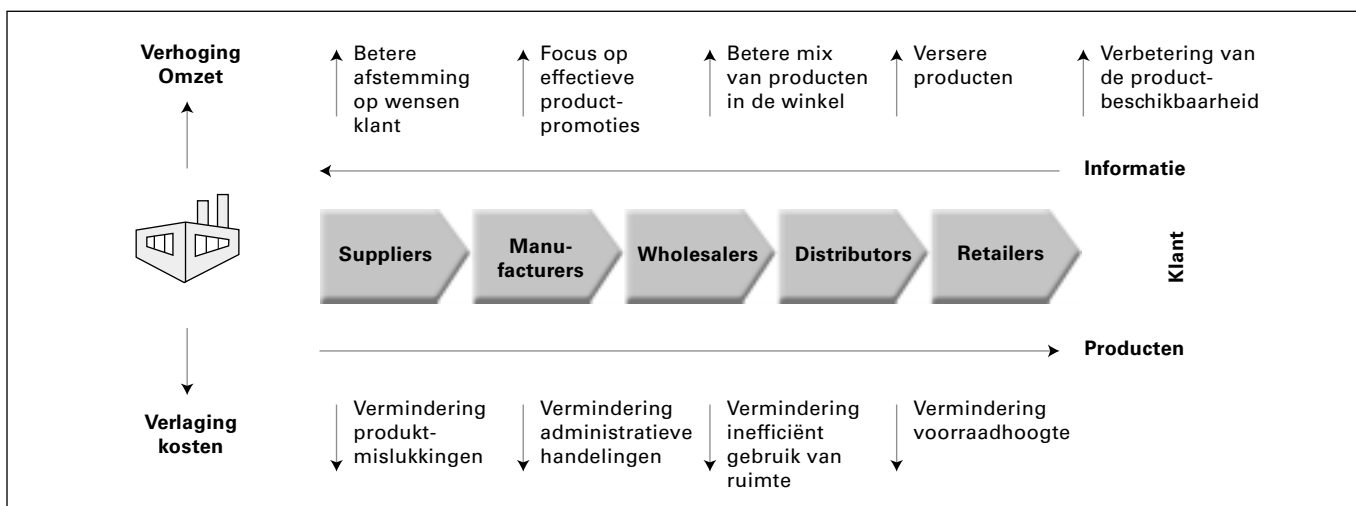 Verhoging
Omzet
Betere
afstemming
op wensen
klant
Focus op
effectieve
product-
promoties
Betere mix
van producten
in de winkel
Versere
producten
Verbetering van
de product-
beschikbaarheid
Informatie
Suppliers
Manu-
facturers
Wholesalers
Distributors
Retailers
Klant
Producten
Verlaging
kosten
Vermindering
produkt-
mislukkingen
Vermindering
administratieve
handelingen
Vermindering
inefficiënt
gebruik van
ruimte
Vermindering
voorraadhoogte